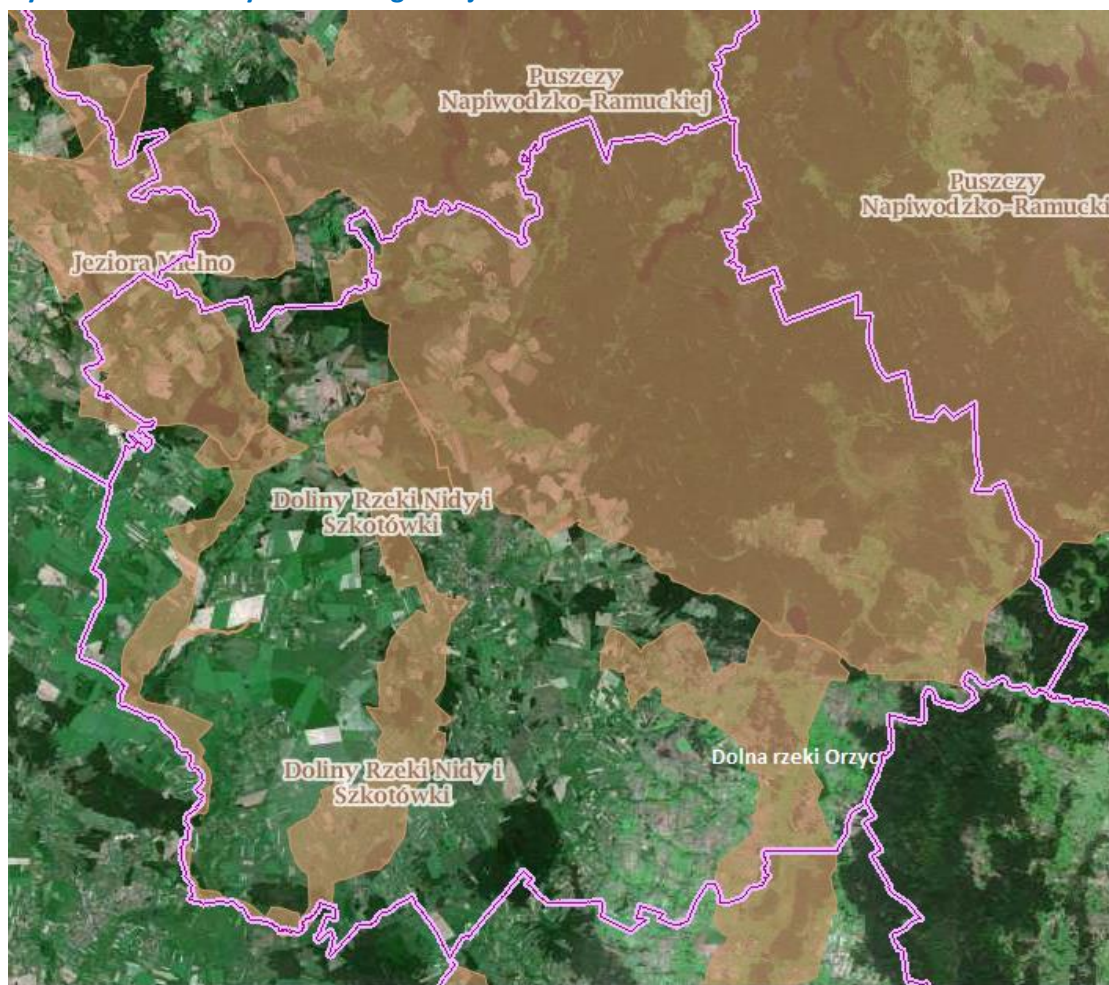 Puszczy
Napiwodzko-Ramuckiej
Puszczy
Napiwodzko-Ramucki
Jeziora Mielno
Doliny Rzeki Nidy i
Szkotówki
Dolna rzeki Orzyc
Doliny Rzeki Nidy i
Szkotówki